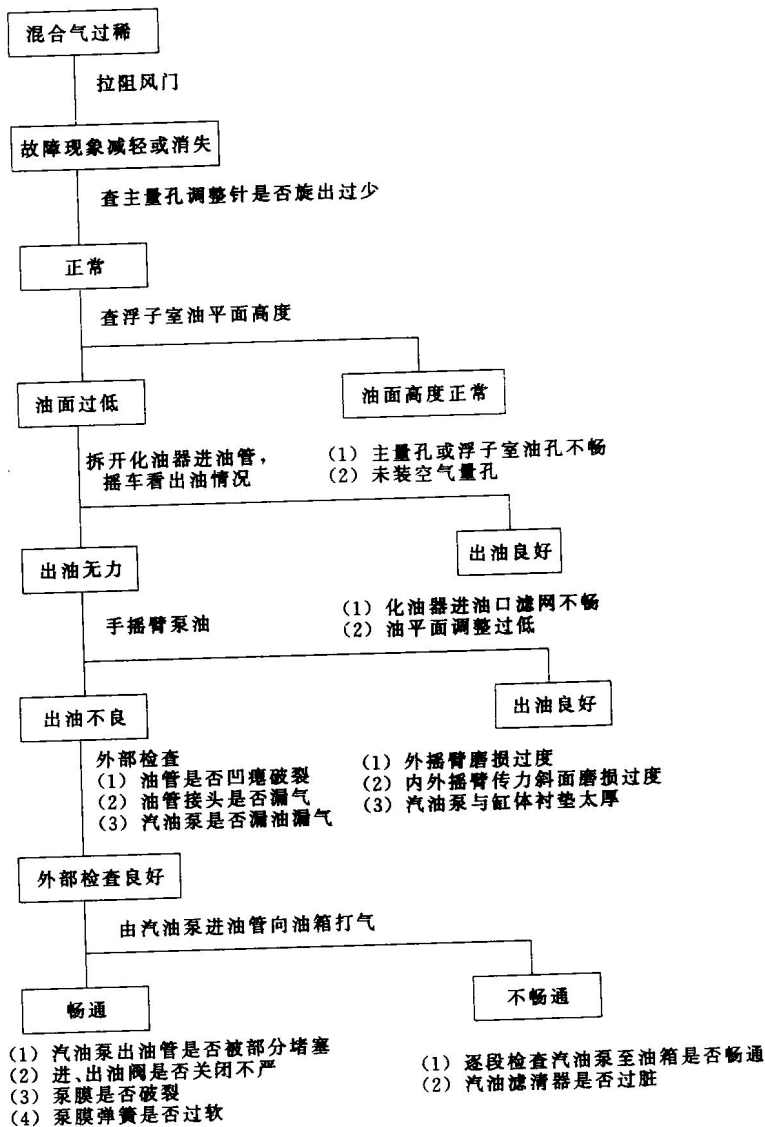 混合气过稀
拉阻风门
故障现象减轻或消失
查主量孔调整针是否旋出过少
正常
查浮子室油平面高度
油面过低
油面高度正常
拆开化油器进油管，
摇车看出油情况
(1) 主量孔或浮子室油孔不畅
(2) 未装空气量孔
出油无力
出油良好
手摇臂泵油
(1) 化油器进油口滤网不畅
(2) 油平面调整过低
出油不良
出油良好
外部检查
(1) 油管是否凹瘪破裂
(2) 油管接头是否漏气
(3) 汽油泵是否漏油漏气
(1) 外摇臂磨损过度
(2) 内外摇臂传力斜面磨损过度
(3) 汽油泵与缸体衬垫太厚
外部检查良好
由汽油泵进油管向油箱打气
畅通
不畅通
(1) 汽油泵出油管是否被部分堵塞
(2) 进、出油阀是否关闭不严
(3) 泵膜是否破裂
(4) 泵膜弹簧是否过软
(1) 逐段检查汽油泵至油箱是否畅通
(2) 汽油滤清器是否过脏